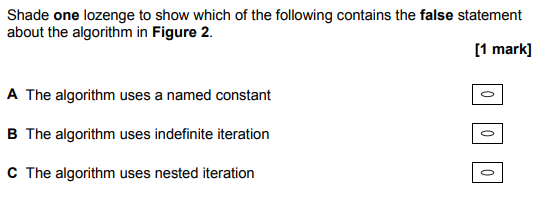 Shade one lozenge to show which of the following contains the false statement
about the algorithm in Figure 2.
[1 mark]
A The algorithm uses a named constant
B The algorithm uses indefinite iteration
C The algorithm uses nested iteration